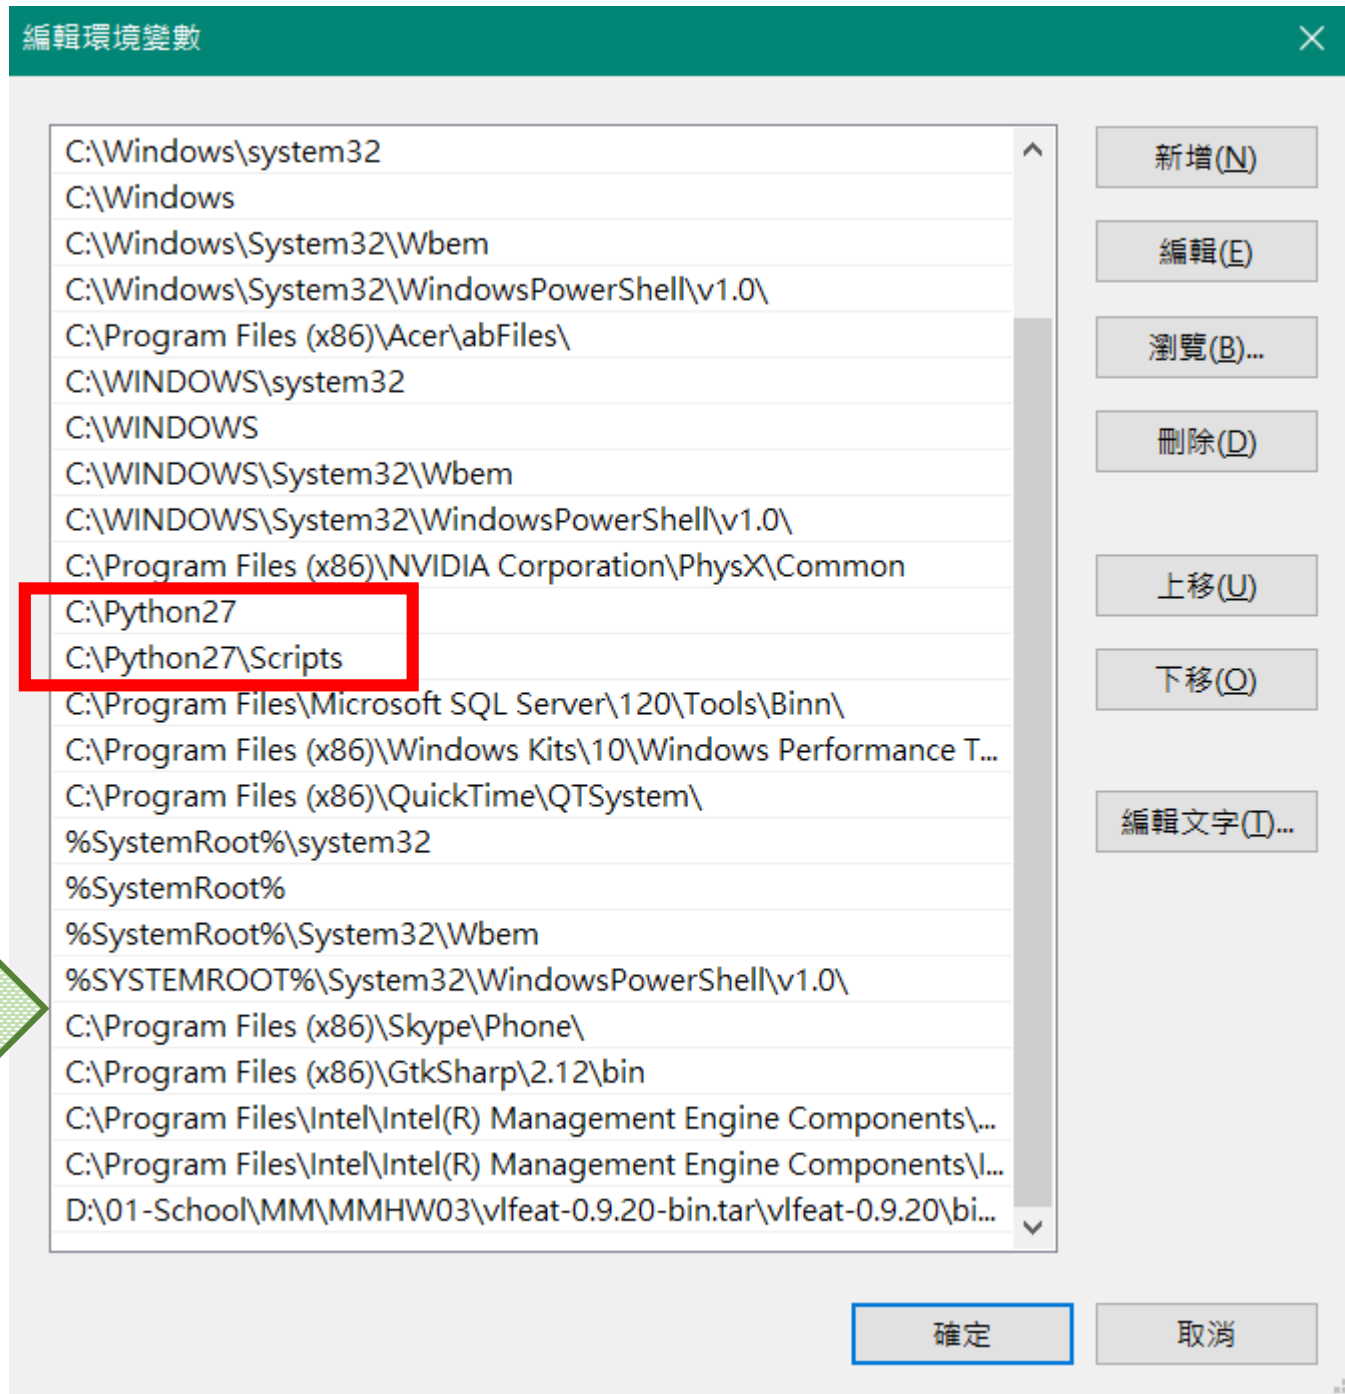 編輯環境變數
C:\Windows\system32
C:\Windows
C:\Windows\System32\Wbem
C:\Windows\System32\WindowsPowerShell\v1.0\
C:\Program Files (x86)\Acer\abFiles\
C:\WINDOWS\system32
C:\WINDOWS
C:\WINDOWS\System32\Wbem
C:\WINDOWS\System32\WindowsPowerShell\v1.0\
C:\Program Files (x86)\NVIDIA Corporation\PhysX\Common
C:\Python27
C:\Python27\Scripts
C:\Program Files\Microsoft SQL Server\120\Tools\Binn\
C:\Program Files (x86)\Windows Kits\10\Windows Performance T...
C:\Program Files (x86)\QuickTime\QTSystem\
%SystemRoot%\system32
%SystemRoot%
%SystemRoot%\System32\Wbem
%SYSTEMROOT%\System32\WindowsPowerShell\v1.0\
C:\Program Files (x86)\Skype\Phone\
C:\Program Files (x86)\GtkSharp\2.12\bin
C:\Program Files\Intel\Intel(R) Management Engine Components\...
C:\Program Files\Intel\Intel(R) Management Engine Components\I...
D:\01-School\MM\MMHW03\vlfeat-0.9.20-bin.tar\vlfeat-0.9.20\bi...
新增(N)
編輯(E)
瀏覽(B)...
刪除(D)
上移(U)
下移(O)
編輯文字(T)...
確定
取消